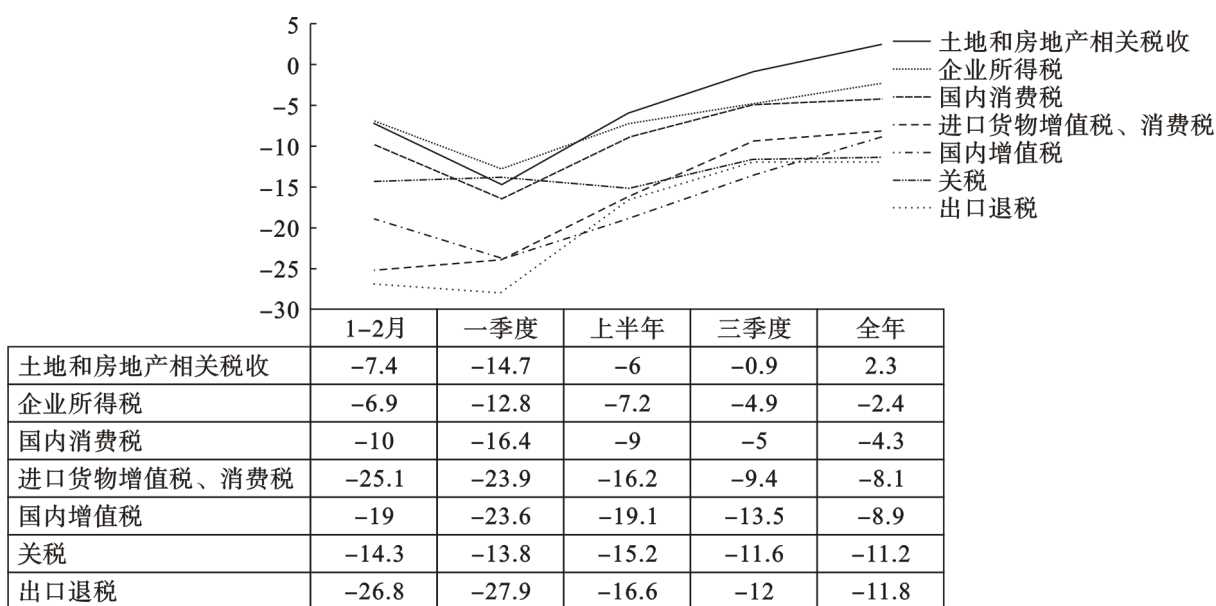 5
0
-5
-10
-15
-20
-25
-30
土地和房地产相关税收
企业所得税
国内消费税
进口货物增值税、消费税
国内增值税
关税
出口退税
1-2月 一季度 上半年 三季度 全年
土地和房地产相关税收 -7.4 -14.7 -6 -0.9 2.3
企业所得税 -6.9 -12.8 -7.2 -4.9 -2.4
国内消费税 -10 -16.4 -9 -5 -4.3
进口货物增值税、消费税 -25.1 -23.9 -16.2 -9.4 -8.1
国内增值税 -19 -23.6 -19.1 -13.5 -8.9
关税 -14.3 -13.8 -15.2 -11.6 -11.2
出口退税 -26.8 -27.9 -16.6 -12 -11.8